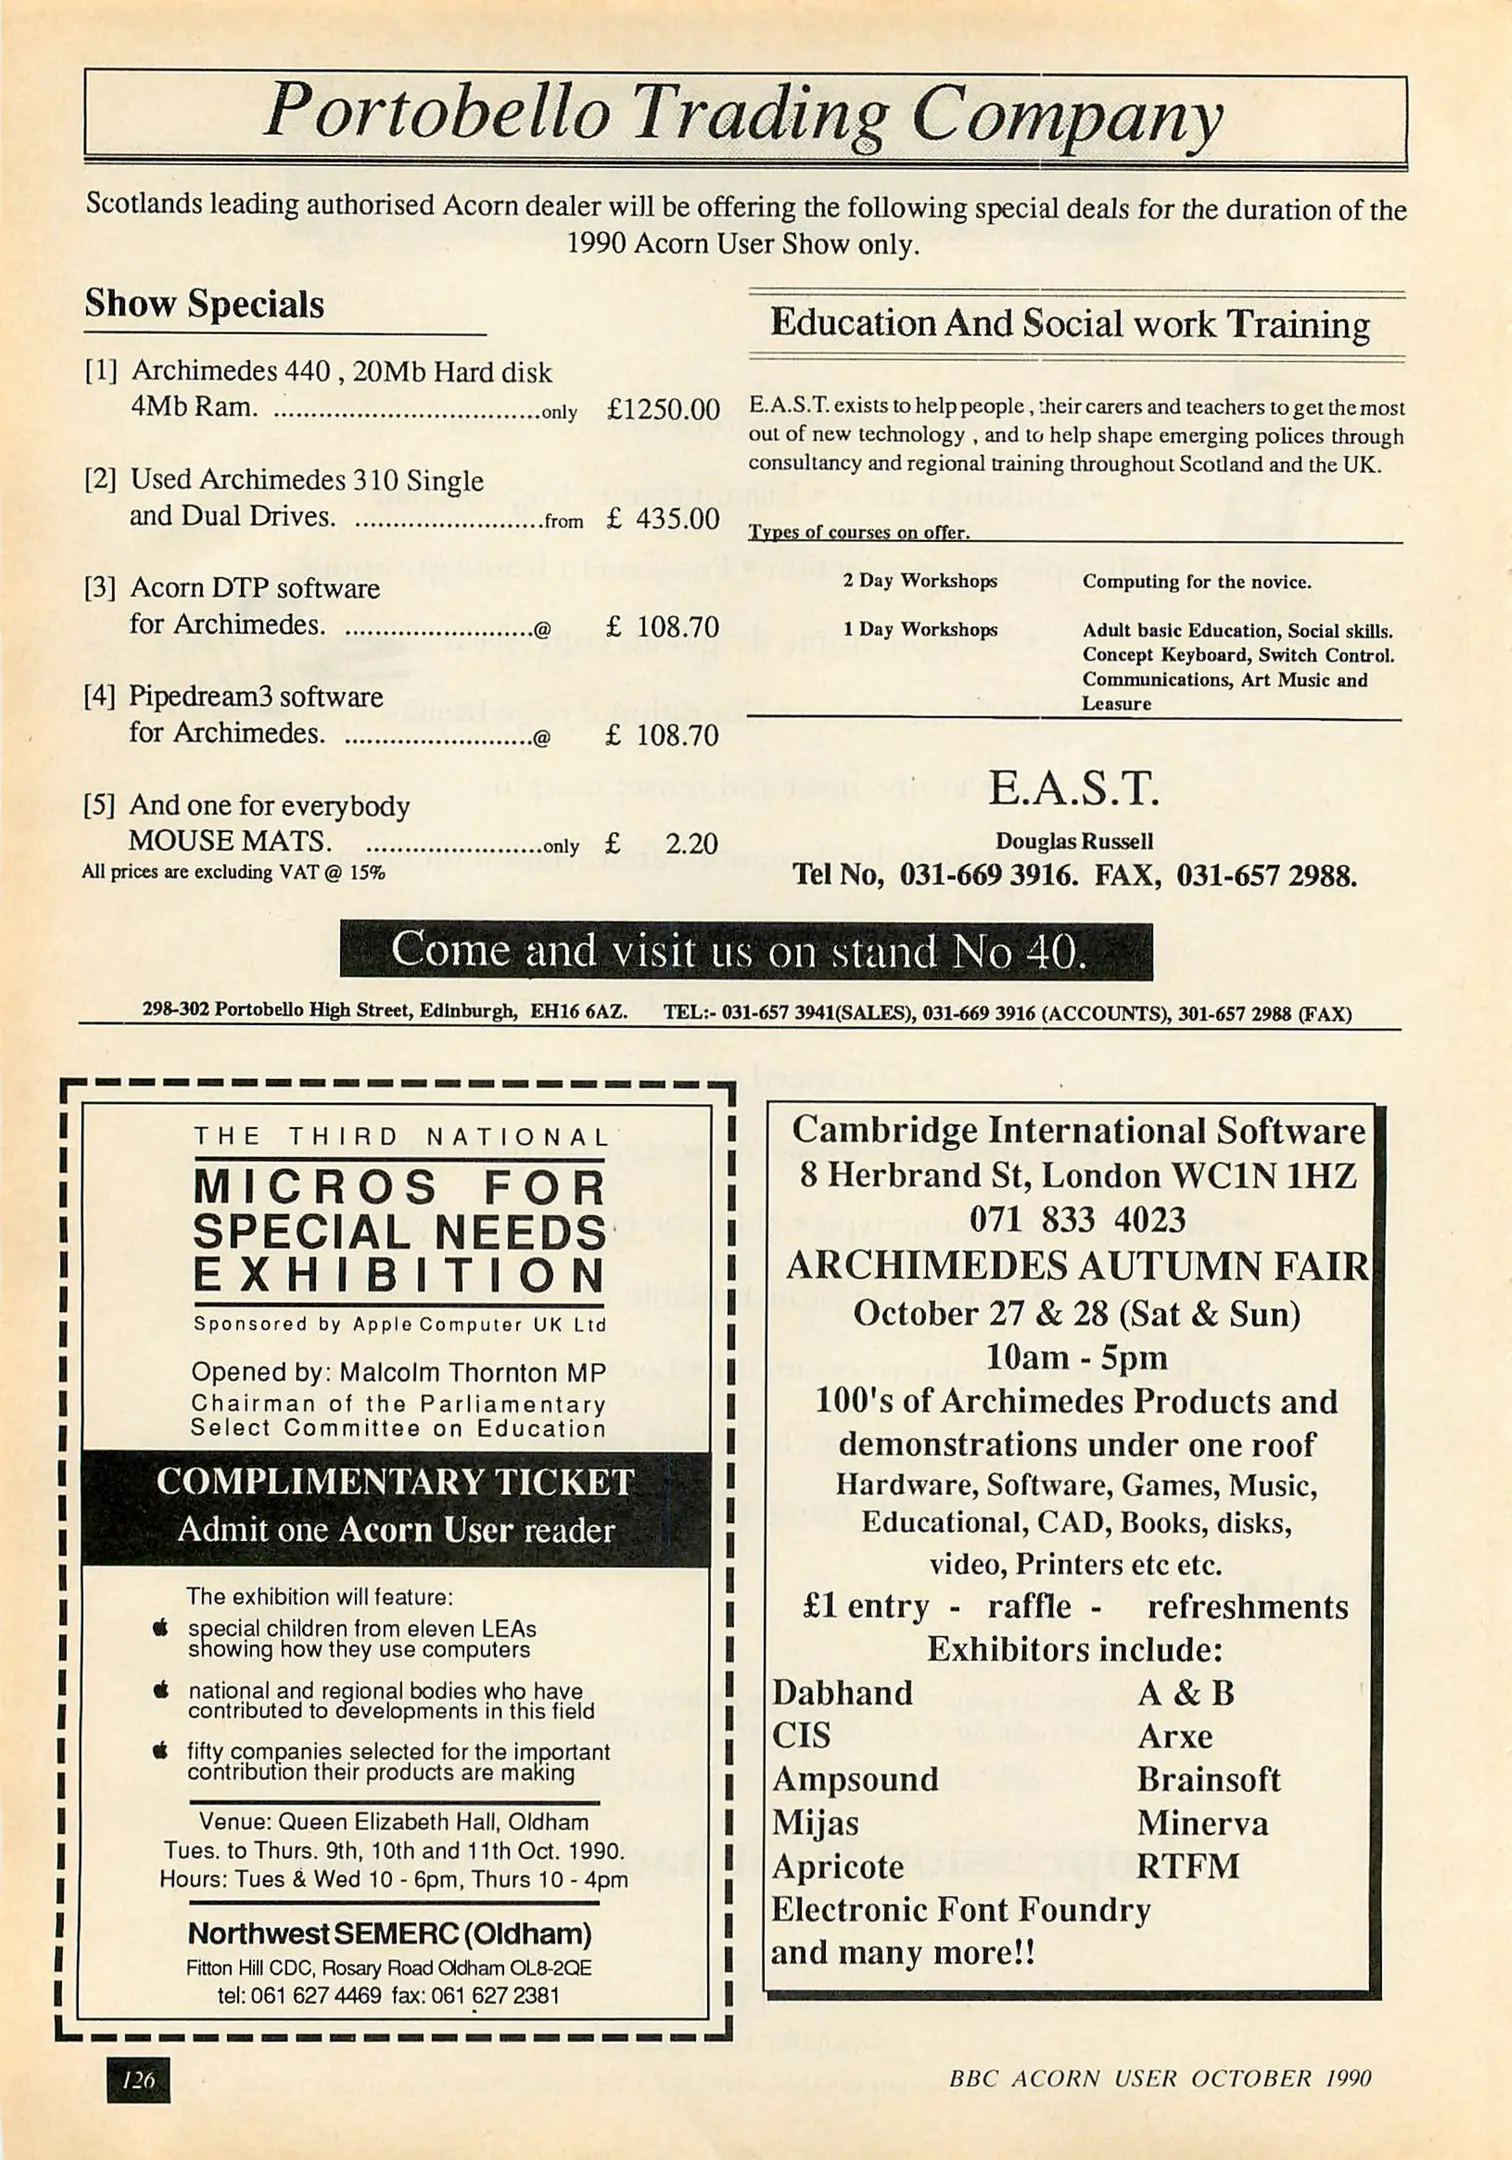 Portobello Trading Company
Scotlands leading authorised Acorn dealer will be offering the following special deals for the duration of the
1990 Acorn User Show only.
Show Specials
[1] Archimedes 440 , 20Mb Hard disk
4Mb Ram. ....................................only £1250.00
[2] Used Archimedes 310 Single
and Dual Drives. .........................from £ 435.00
[3] Acorn DTP software
for Archimedes. .........................@ £ 108.70
[4] Pipedream3 software
for Archimedes. .........................@ £ 108.70
[5] And one for everybody
MOUSE MATS. ........................only £ 2.20
All prices are excluding VAT @ 15%
Education And Social work Training
E.A.S.T. exists to help people , their carers and teachers to get the most
out of new technology , and to help shape emerging polices through
consultancy and regional training throughout Scotland and the UK.
Types of courses on offer.
2 Day Workshops Computing for the novice.
1 Day Workshops Adult basic Education, Social skills.
Concept Keyboard, Switch Control.
Communications, Art Music and
Leasure
E.A.S.T.
Douglas Russell
Tel No, 031-669 3916. FAX, 031-657 2988.
Come and visit us on stand No 40.
298-302 Portobello High Street, Edinburgh, EH16 6AZ. TEL:- 031-657 3941(SALES), 031-669 3916 (ACCOUNTS), 301-657 2988 (FAX)
THE THIRD NATIONAL
MICROS FOR
SPECIAL NEEDS
EXHIBITION
Sponsored by Apple Computer UK Ltd
Opened by: Malcolm Thornton MP
Chairman of the Parliamentary
Select Committee on Education
COMPLIMENTARY TICKET
Admit one Acorn User reader
The exhibition will feature:
special children from eleven LEAs
showing how they use computers
national and regional bodies who have
contributed to developments in this field
fifty companies selected for the important
contribution their products are making
Venue: Queen Elizabeth Hall, Oldham
Tues. to Thurs. 9th, 10th and 11th Oct. 1990.
Hours: Tues & Wed 10 - 6pm, Thurs 10 - 4pm
Northwest SEMERC (Oldham)
Fitton Hill CDC, Rosary Road Oldham OL8-2QE
tel: 061 627 4469 fax: 061 627 2381
Cambridge International Software
8 Herbrand St, London WC1N 1HZ
071 833 4023
ARCHIMEDES AUTUMN FAIR
October 27 & 28 (Sat & Sun)
10am - 5pm
100's of Archimedes Products and
demonstrations under one roof
Hardware, Software, Games, Music,
Educational, CAD, Books, disks,
video, Printers etc etc.
£1 entry - raffle - refreshments
Exhibitors include:
Dabhand A & B
CIS Arxe
Ampsound Brainsoft
Mijas Minerva
Apricote RTFM
Electronic Font Foundry
and many more!!
126
BBC ACORN USER OCTOBER 1990